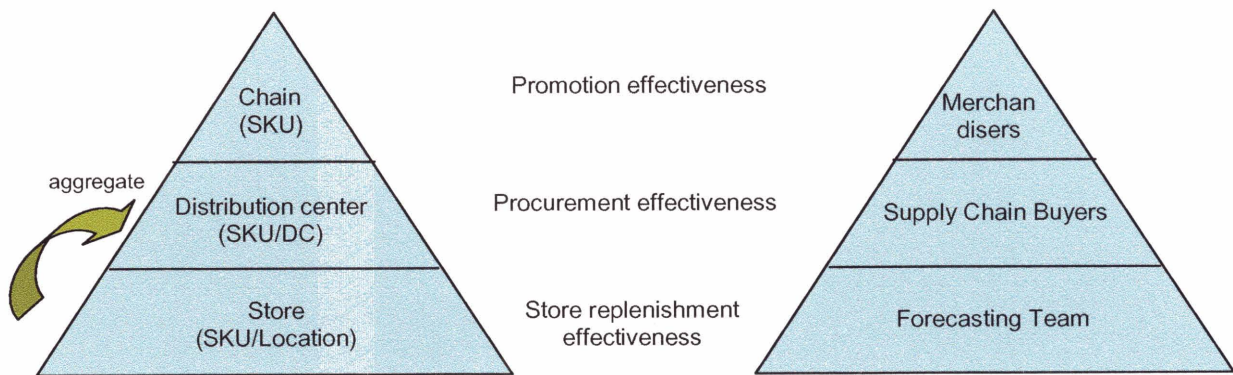 Chain
(SKU)
aggregate
Distribution center
(SKU/DC)
Store
(SKU/Location)
Promotion effectiveness
Procurement effectiveness
Store replenishment
effectiveness
Merchan
disers
Supply Chain Buyers
Forecasting Team